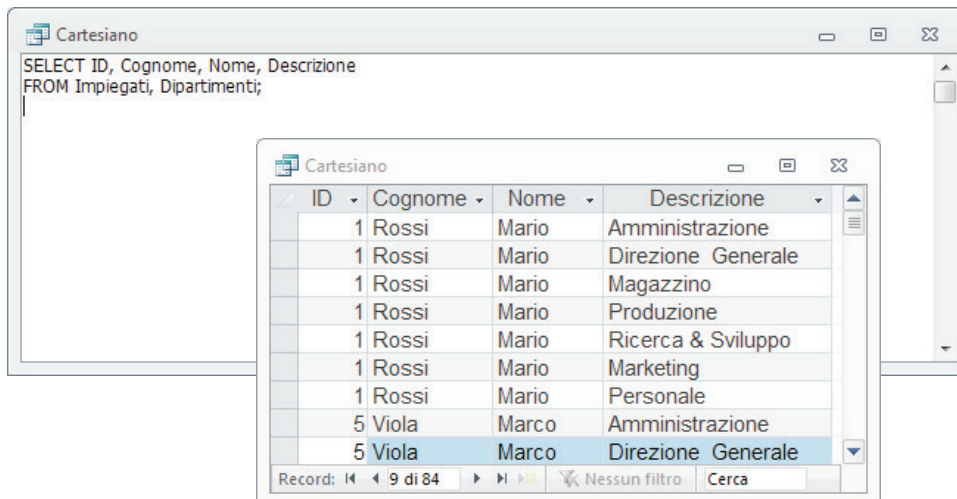 Cartesiano
SELECT ID, Cognome, Nome, Descrizione
FROM Impiegati, Dipartimenti;
Cartesiano
ID Cognome Nome Descrizione
1 Rossi Mario Amministrazione
1 Rossi Mario Direzione Generale
1 Rossi Mario Magazzino
1 Rossi Mario Produzione
1 Rossi Mario Ricerca & Sviluppo
1 Rossi Mario Marketing
1 Rossi Mario Personale
5 Viola Marco Amministrazione
5 Viola Marco Direzione Generale
Record: 9 di 84 Nessun filtro Cerca